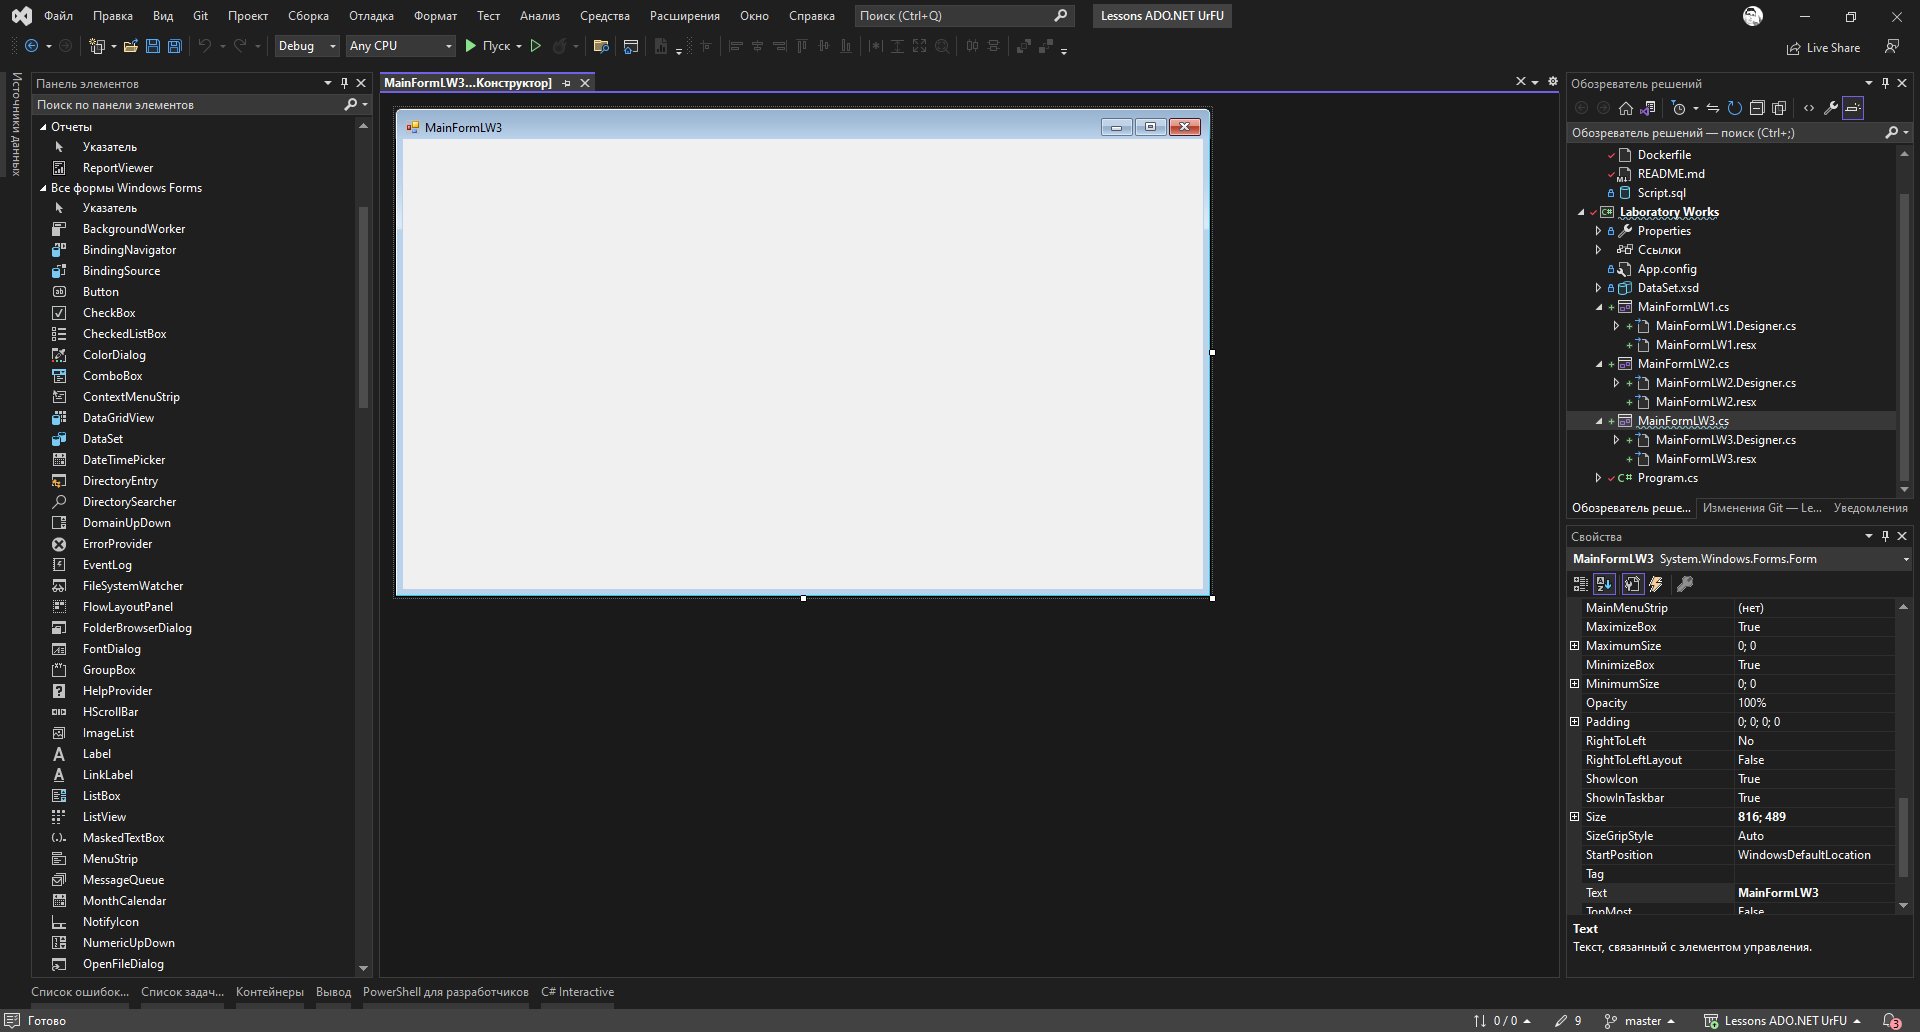 Файл Правка Вид Git Проект Сборка Отладка Формат Тест Анализ Средства Расширения Окно Справка Поиск (Ctrl+Q) Lessons ADO.NET UrFU
Debug Any CPU Пуск Live Share
Источники данных
Панель элементов
Поиск по панели элементов
Отчеты
Указатель
ReportViewer
Все формы Windows Forms
Указатель
BackgroundWorker
BindingNavigator
BindingSource
Button
CheckBox
CheckedListBox
ColorDialog
ComboBox
ContextMenuStrip
DataGridView
DataSet
DateTimePicker
DirectoryEntry
DirectorySearcher
DomainUpDown
ErrorProvider
EventLog
FileSystemWatcher
FlowLayoutPanel
FolderBrowserDialog
FontDialog
GroupBox
HelpProvider
HScrollBar
ImageList
Label
LinkLabel
ListBox
ListView
MaskedTextBox
MenuStrip
MessageQueue
MonthCalendar
NotifyIcon
NumericUpDown
OpenFileDialog
MainFormLW3...Конструктор]
MainFormLW3
Обозреватель решений
Обозреватель решений — поиск (Ctrl+;)
Dockerfile
README.md
Script.sql
Laboratory Works
Properties
Ссылки
App.config
DataSet.xsd
MainFormLW1.cs
MainFormLW1.Designer.cs
MainFormLW1.resx
MainFormLW2.cs
MainFormLW2.Designer.cs
MainFormLW2.resx
MainFormLW3.cs
MainFormLW3.Designer.cs
MainFormLW3.resx
C# Program.cs
Обозреватель реше... Изменения Git — Le... Уведомления
Свойства
MainFormLW3 System.Windows.Forms.Form
MainMenuStrip (нет)
MaximizeBox True
MaximumSize 0; 0
MinimizeBox True
MinimumSize 0; 0
Opacity 100%
Padding 0; 0; 0; 0
RightToLeft No
RightToLeftLayout False
ShowIcon True
ShowInTaskbar True
Size 816; 489
SizeGripStyle Auto
StartPosition WindowsDefaultLocation
Tag
Text MainFormLW3
TopMost False
Text
Текст, связанный с элементом управления.
Список ошибок... Список задач... Контейнеры Вывод PowerShell для разработчиков C# Interactive
Готово 0 / 0 9 master Lessons ADO.NET UrFU 3